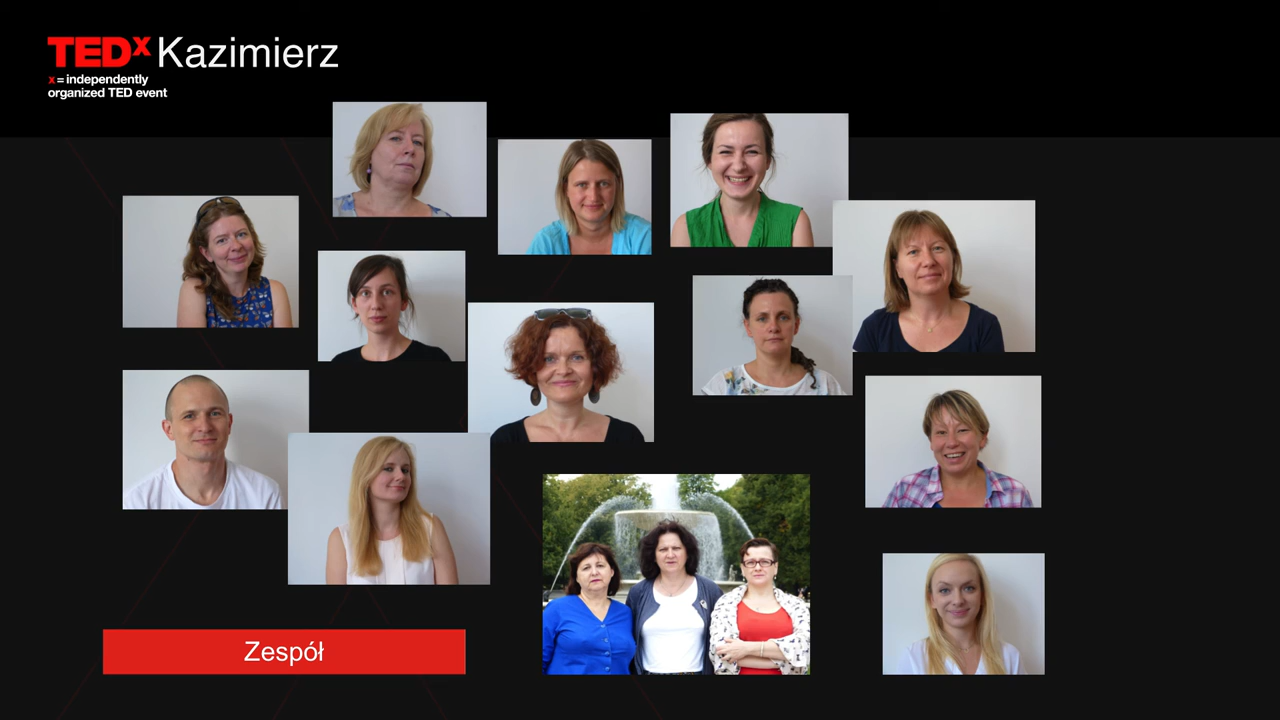 TEDx Kazimierz
x = independently
organized TED event
Zespół